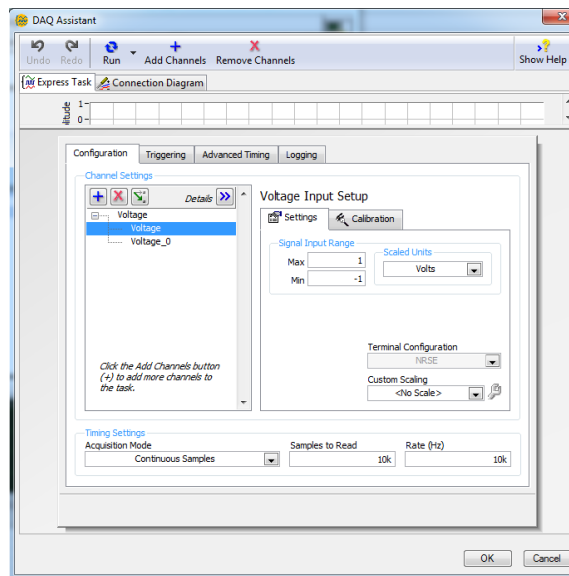 DAQ Assistant
Undo Redo Run Add Channels Remove Channels Show Help
Express Task Connection Diagram
litude
1
0
Configuration Triggering Advanced Timing Logging
Channel Settings
Details
Voltage
Voltage
Voltage_0
Click the Add Channels button
(+) to add more channels to
the task.
Voltage Input Setup
Settings Calibration
Signal Input Range
Max 1
Min -1
Scaled Units
Volts
Terminal Configuration
NRSE
Custom Scaling
<No Scale>
Timing Settings
Acquisition Mode Samples to Read Rate (Hz)
Continuous Samples 10k 10k
OK Cancel